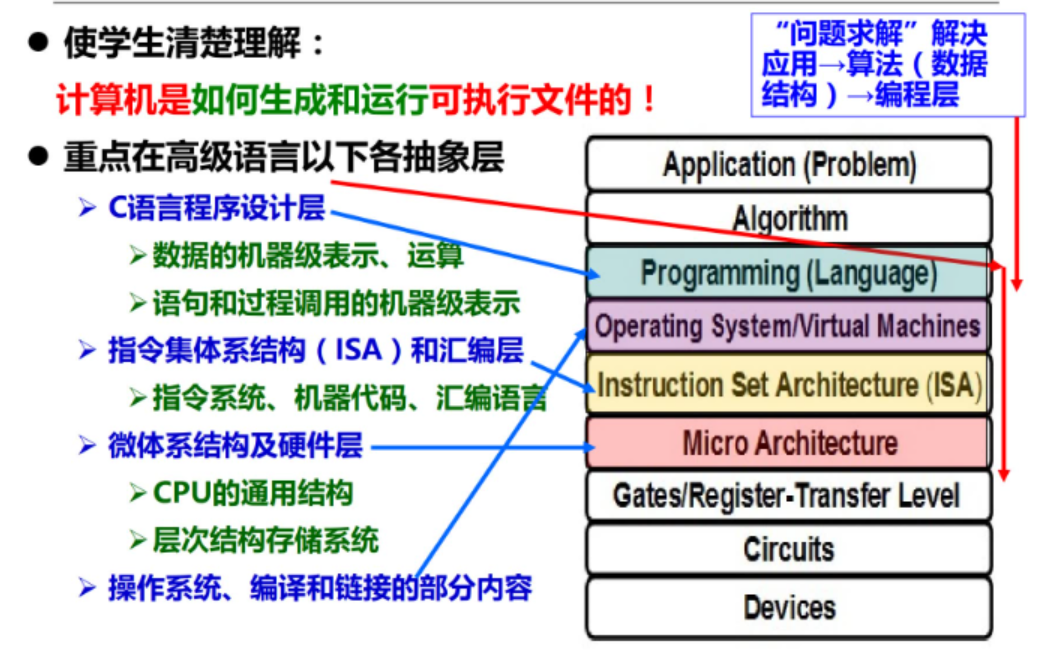 ● 使学生清楚理解：
计算机是如何生成和运行可执行文件的！
● 重点在高级语言以下各抽象层
➢ C语言程序设计层
➢数据的机器级表示、运算
➢语句和过程调用的机器级表示
➢ 指令集体系结构（ISA）和汇编层
➢指令系统、机器代码、汇编语言
➢ 微体系结构及硬件层
➢CPU的通用结构
➢层次结构存储系统
➢ 操作系统、编译和链接的部分内容
“问题求解”解决
应用→算法（数据
结构）→编程层
Application (Problem)
Algorithm
Programming (Language)
Operating System/Virtual Machines
Instruction Set Architecture (ISA)
Micro Architecture
Gates/Register-Transfer Level
Circuits
Devices